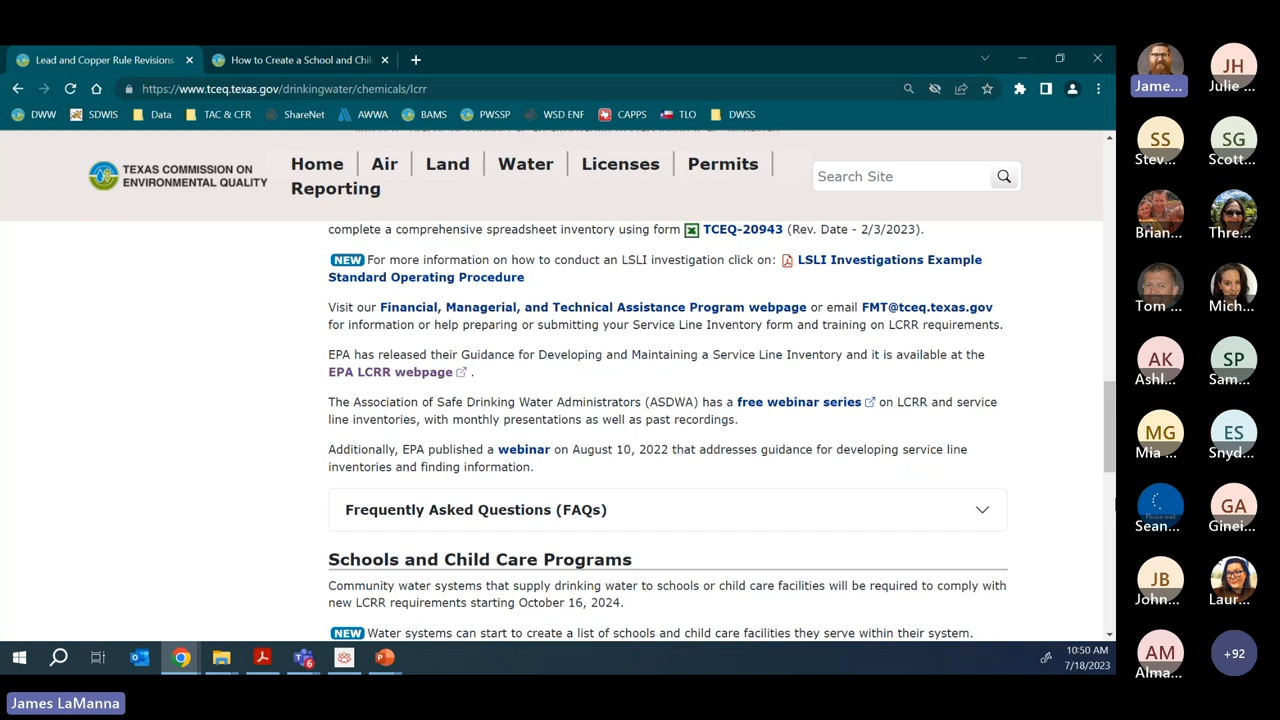 Lead and Copper Rule Revisions
How to Create a School and Chil
https://www.tceq.texas.gov/drinkingwater/chemicals/lcrr
DWW SDWIS Data TAC & CFR ShareNet AWWA BAMS PWSSP WSD ENF CAPPS TLO DWSS
TEXAS COMMISSION ON
ENVIRONMENTAL QUALITY
Home Air Land Water Licenses Permits
Reporting
Search Site
complete a comprehensive spreadsheet inventory using form TCEQ-20943 (Rev. Date - 2/3/2023).
NEW For more information on how to conduct an LSLI investigation click on: LSLI Investigations Example
Standard Operating Procedure
Visit our Financial, Managerial, and Technical Assistance Program webpage or email FMT@tceq.texas.gov
for information or help preparing or submitting your Service Line Inventory form and training on LCRR requirements.
EPA has released their Guidance for Developing and Maintaining a Service Line Inventory and it is available at the
EPA LCRR webpage .
The Association of Safe Drinking Water Administrators (ASDWA) has a free webinar series on LCRR and service
line inventories, with monthly presentations as well as past recordings.
Additionally, EPA published a webinar on August 10, 2022 that addresses guidance for developing service line
inventories and finding information.
Frequently Asked Questions (FAQs)
Schools and Child Care Programs
Community water systems that supply drinking water to schools or child care facilities will be required to comply with
new LCRR requirements starting October 16, 2024.
NEW Water systems can start to create a list of schools and child care facilities they serve within their system.
10:50 AM
7/18/2023
James LaManna
JH
Jame... Julie ...
SS SG
Stev... Scott...
Brian... Thre...
Tom ... Mich...
AK SP
Ashl... Sam...
MG ES
Mia ... Snyd...
GA
Sean... Ginei...
JB
John... Laur...
AM +92
Alma...